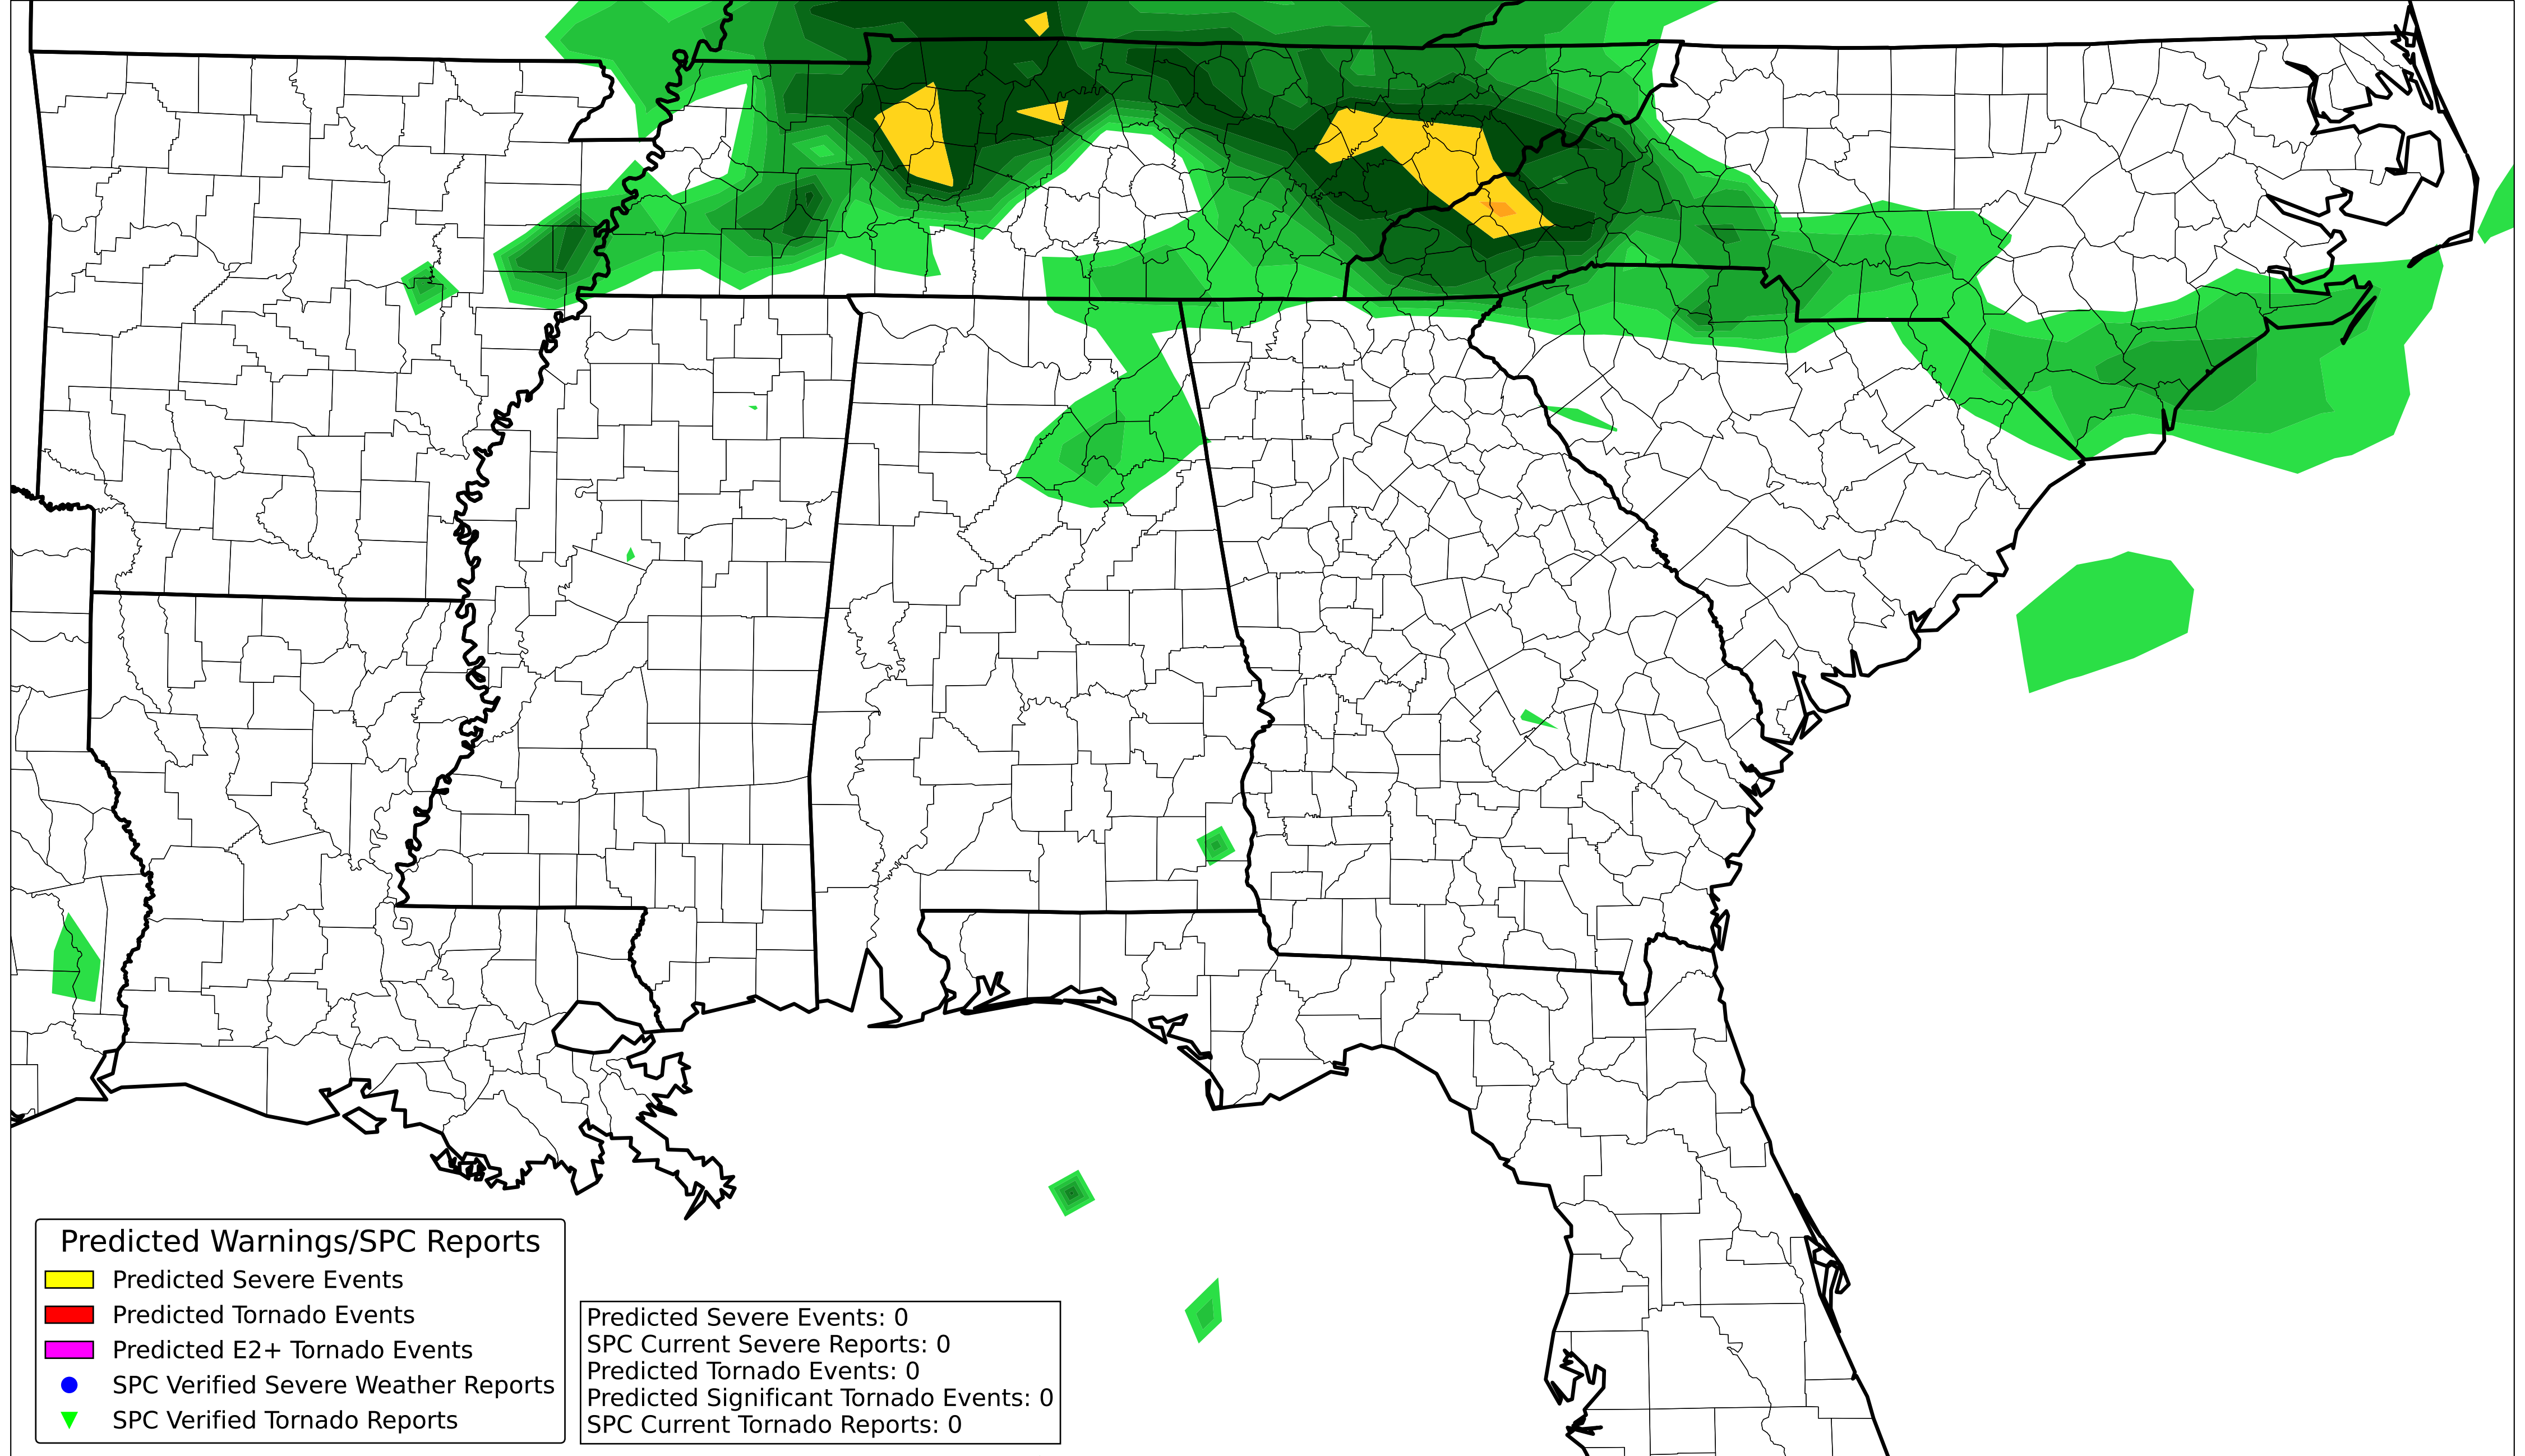 Predicted Warnings/SPC Reports
Predicted Severe Events
Predicted Tornado Events
Predicted E2+ Tornado Events
SPC Verified Severe Weather Reports
SPC Verified Tornado Reports
Predicted Severe Events: 0
SPC Current Severe Reports: 0
Predicted Tornado Events: 0
Predicted Significant Tornado Events: 0
SPC Current Tornado Reports: 0